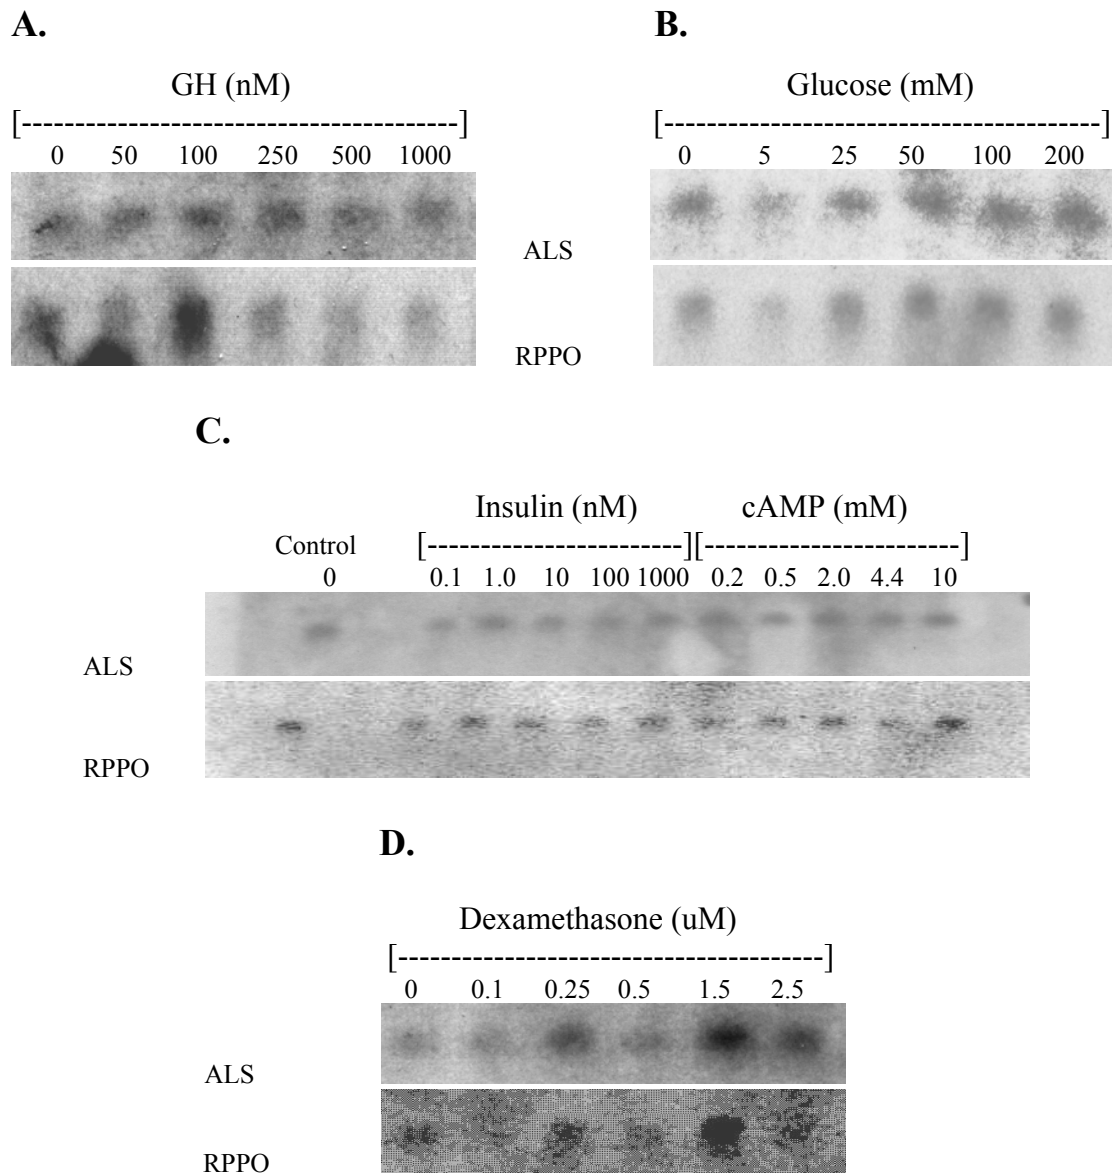 A.
GH (nM)
[-----------------------------------------]
0 50 100 250 500 1000
ALS
RPPO
B.
Glucose (mM)
[-----------------------------------------]
0 5 25 50 100 200
C.
Insulin (nM) cAMP (mM)
Control [------------------------][------------------------]
0 0.1 1.0 10 100 1000 0.2 0.5 2.0 4.4 10
ALS
RPPO
D.
Dexamethasone (uM)
[----------------------------------------]
0 0.1 0.25 0.5 1.5 2.5
ALS
RPPO